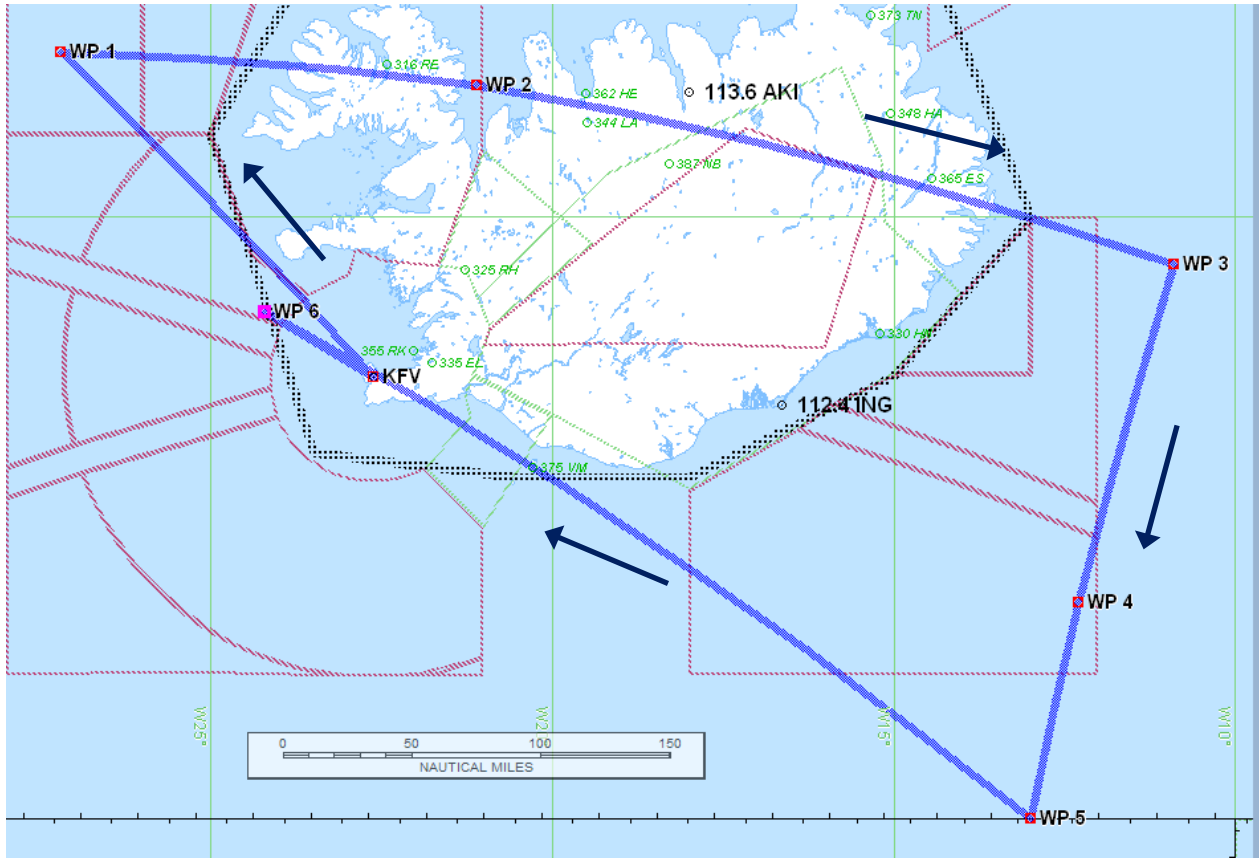 373 TN
WP 1
316 RE
WP 2
362 HE
113.6 AKI
348 HA
344 LA
387 NB
365 ES
325 RH
WP 3
WP 6
330 HN
355 RK
335 EL
KFV
112.4 ING
375 VM
WP 4
W25°
W15°
W10°
0 50 100 150
NAUTICAL MILES
WP 5